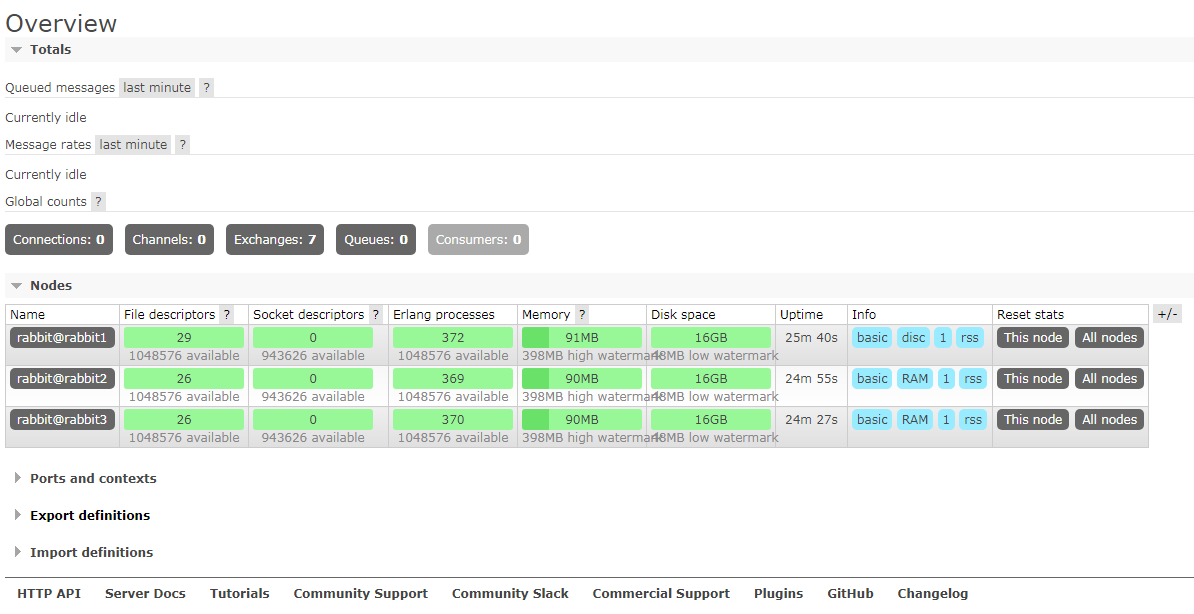 Overview
Totals
Queued messages last minute ?
Currently idle
Message rates last minute ?
Currently idle
Global counts ?
Connections: 0 Channels: 0 Exchanges: 7 Queues: 0 Consumers: 0
Nodes
Name File descriptors ? Socket descriptors ? Erlang processes Memory ? Disk space Uptime Info Reset stats +/-
rabbit@rabbit1 29 0 372 91MB 16GB 25m 40s basic disc 1 rss This node All nodes
1048576 available 943626 available 1048576 available 398MB high watermark 48MB low watermark
rabbit@rabbit2 26 0 369 90MB 16GB 24m 55s basic RAM 1 rss This node All nodes
1048576 available 943626 available 1048576 available 398MB high watermark 48MB low watermark
rabbit@rabbit3 26 0 370 90MB 16GB 24m 27s basic RAM 1 rss This node All nodes
1048576 available 943626 available 1048576 available 398MB high watermark 48MB low watermark
Ports and contexts
Export definitions
Import definitions
HTTP API Server Docs Tutorials Community Support Community Slack Commercial Support Plugins GitHub Changelog